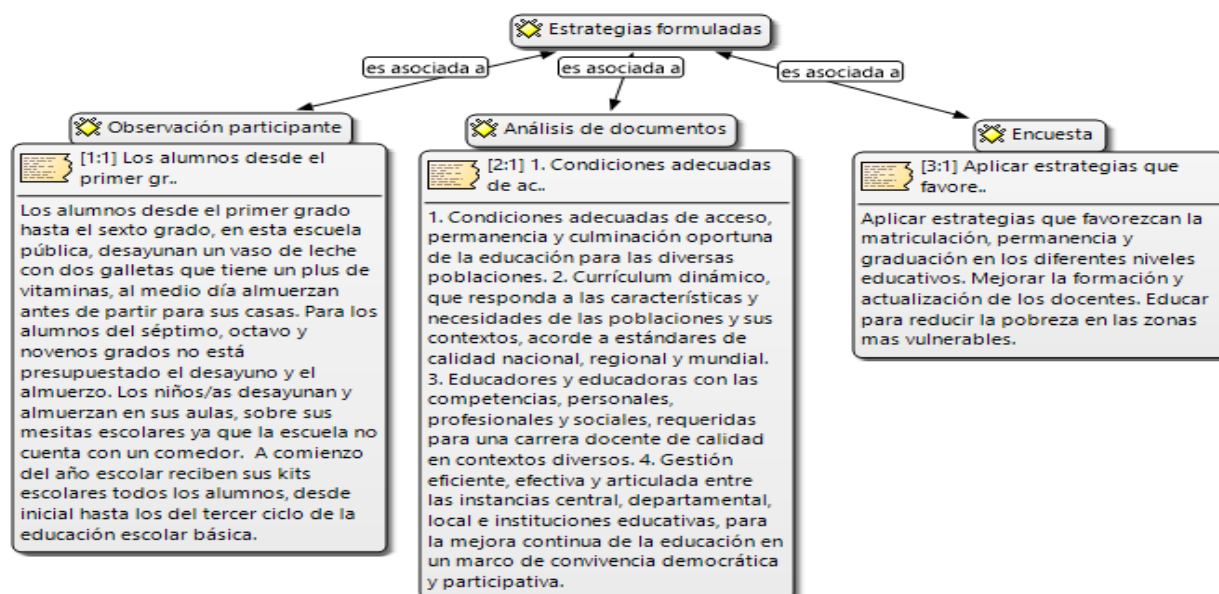 Estrategias formuladas
es asociada a
es asociada a
es asociada a
Observación participante
[1:1] Los alumnos desde el
primer gr..
Los alumnos desde el primer grado
hasta el sexto grado, en esta escuela
pública, desayunan un vaso de leche
con dos galletas que tiene un plus de
vitaminas, al medio día almuerzan
antes de partir para sus casas. Para los
alumnos del séptimo, octavo y
novenos grados no está
presupuestado el desayuno y el
almuerzo. Los niños/as desayunan y
almuerzan en sus aulas, sobre sus
mesitas escolares ya que la escuela no
cuenta con un comedor. A comienzo
del año escolar reciben sus kits
escolares todos los alumnos, desde
inicial hasta los del tercer ciclo de la
educación escolar básica.
Análisis de documentos
[2:1] 1. Condiciones adecuadas
de ac..
1. Condiciones adecuadas de acceso,
permanencia y culminación oportuna
de la educación para las diversas
poblaciones. 2. Currículum dinámico,
que responda a las características y
necesidades de las poblaciones y sus
contextos, acorde a estándares de
calidad nacional, regional y mundial.
3. Educadores y educadoras con las
competencias, personales,
profesionales y sociales, requeridas
para una carrera docente de calidad
en contextos diversos. 4. Gestión
eficiente, efectiva y articulada entre
las instancias central, departamental,
local e instituciones educativas, para
la mejora continua de la educación en
un marco de convivencia democrática
y participativa.
Encuesta
[3:1] Aplicar estrategias que
favore..
Aplicar estrategias que favorezcan la
matriculación, permanencia y
graduación en los diferentes niveles
educativos. Mejorar la formación y
actualización de los docentes. Educar
para reducir la pobreza en las zonas
mas vulnerables.